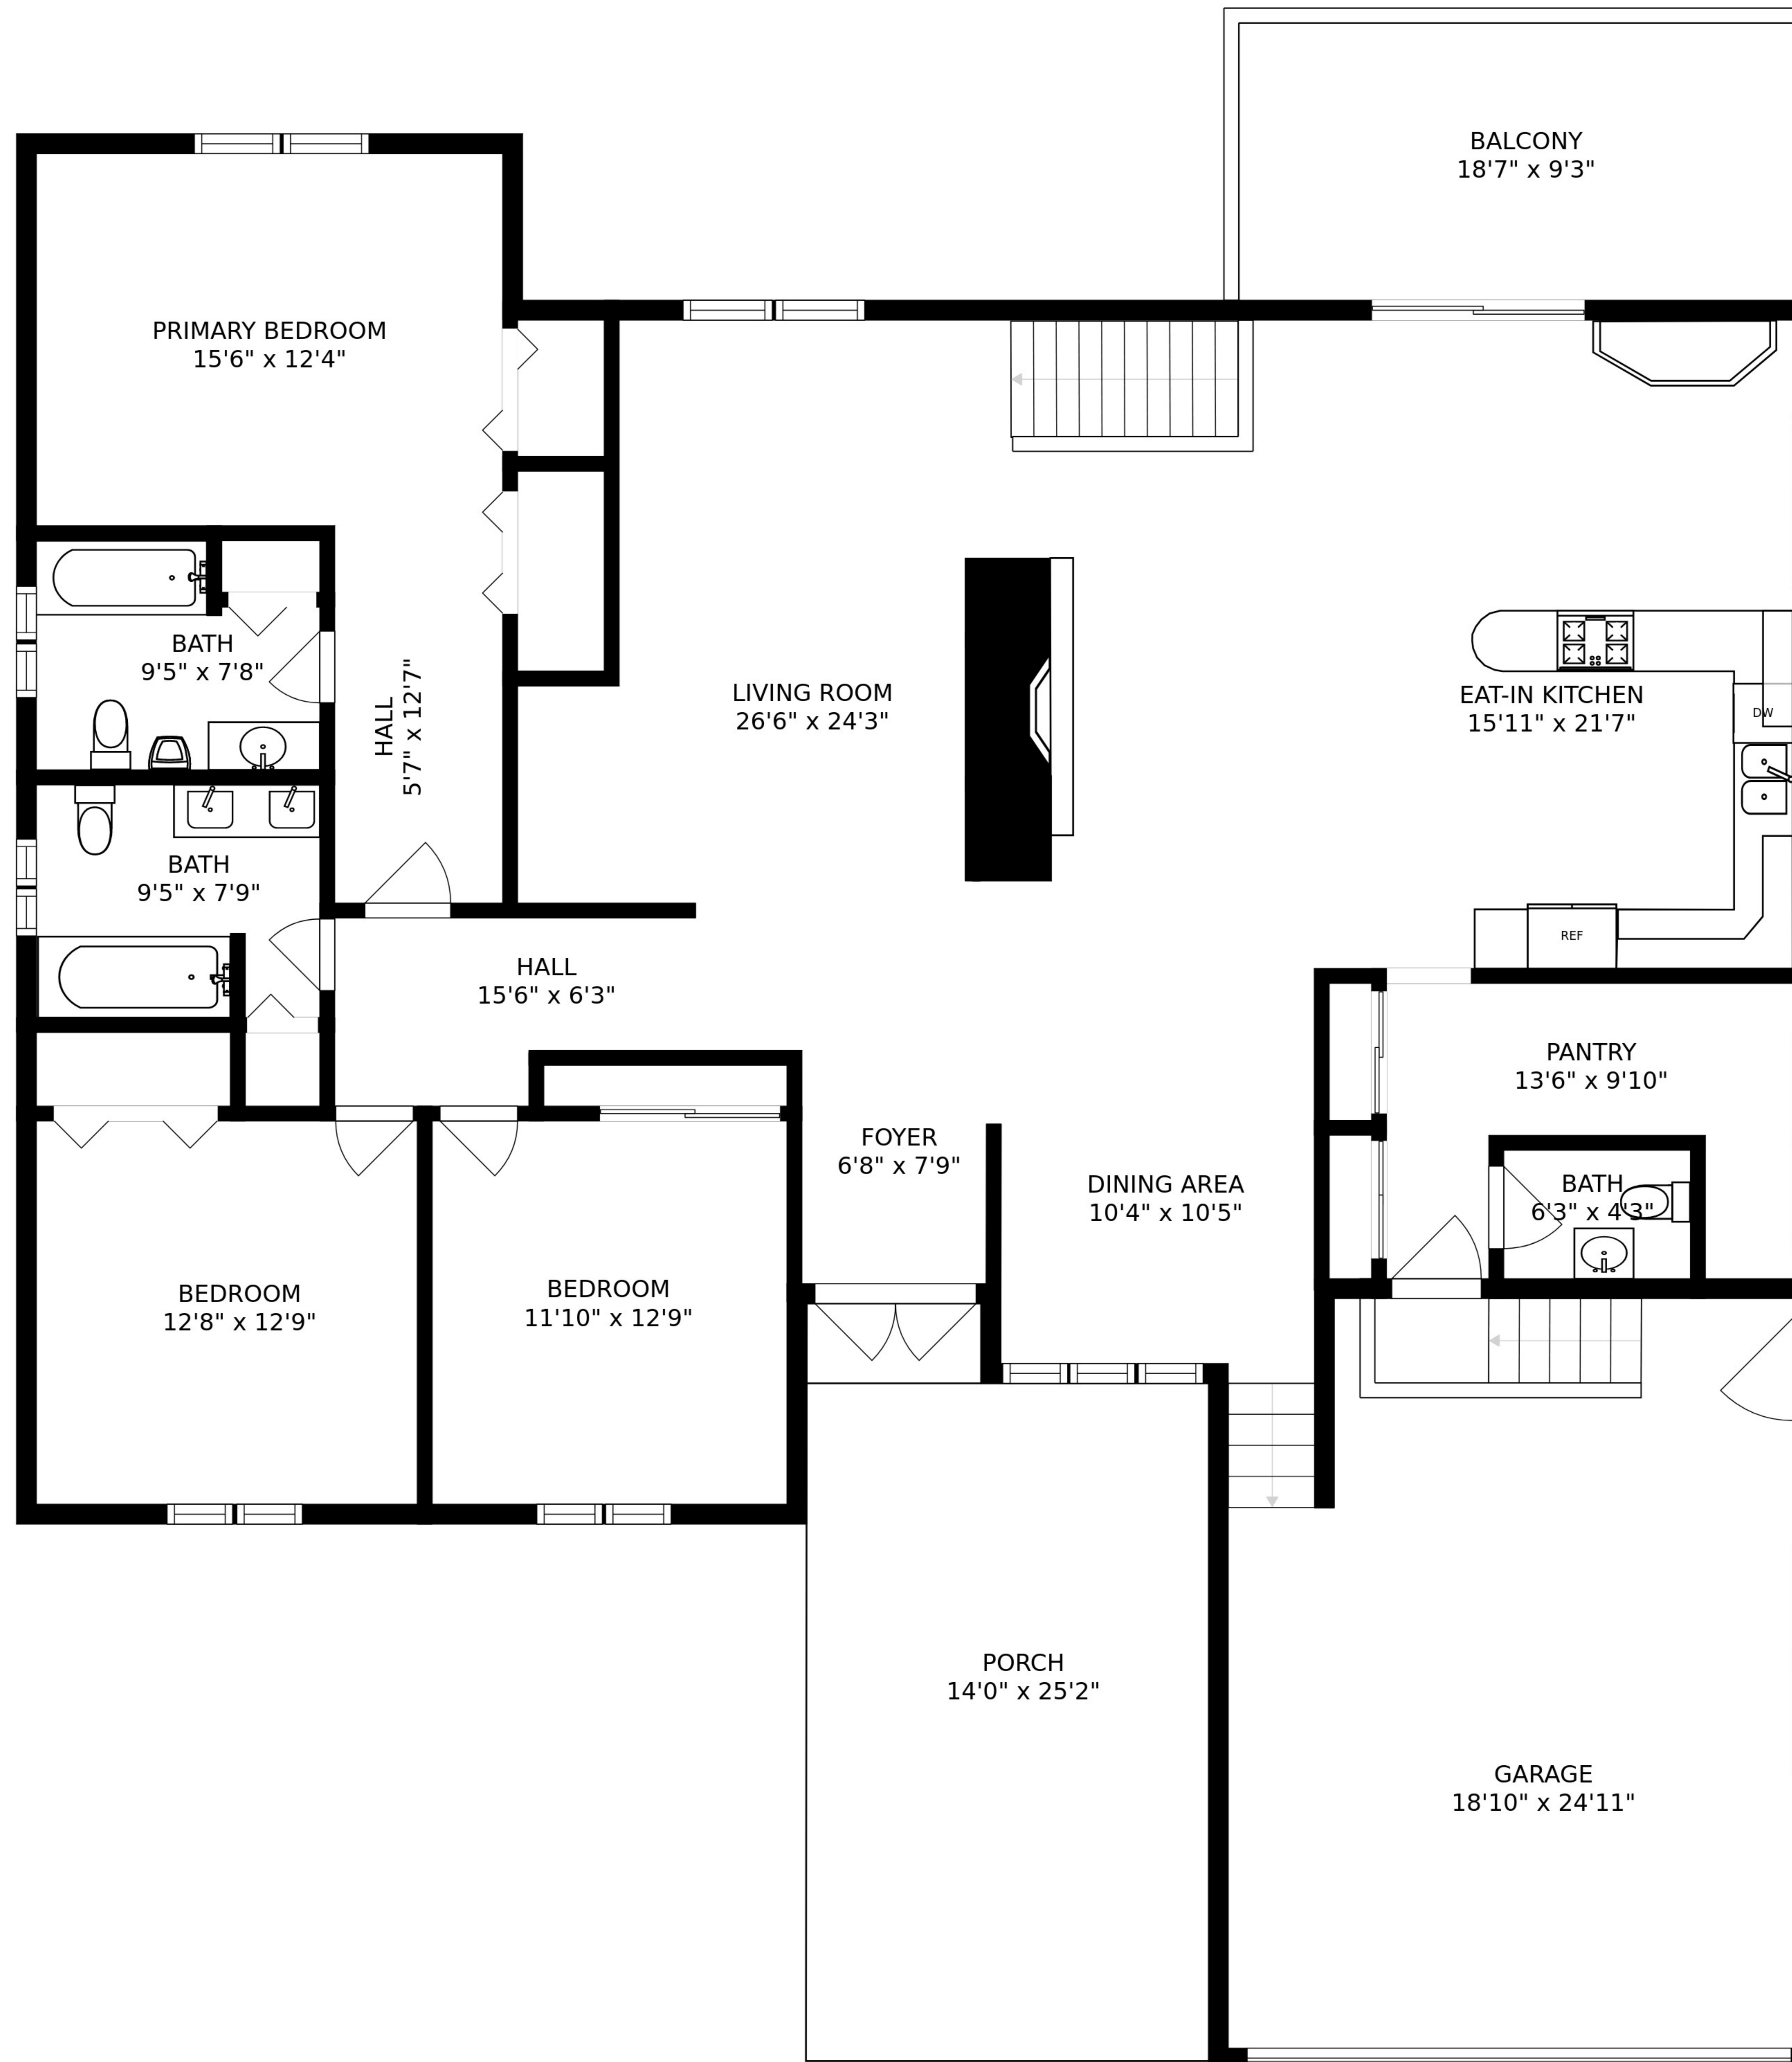 BALCONY
18'7" x 9'3"
PRIMARY BEDROOM
15'6" x 12'4"
BATH
9'5" x 7'8"
HALL
5'7" x 12'7"
LIVING ROOM
26'6" x 24'3"
EAT-IN KITCHEN
15'11" x 21'7"
DW
BATH
9'5" x 7'9"
REF
HALL
15'6" x 6'3"
PANTRY
13'6" x 9'10"
FOYER
6'8" x 7'9"
DINING AREA
10'4" x 10'5"
BATH
6'3" x 4'3"
BEDROOM
12'8" x 12'9"
BEDROOM
11'10" x 12'9"
PORCH
14'0" x 25'2"
GARAGE
18'10" x 24'11"